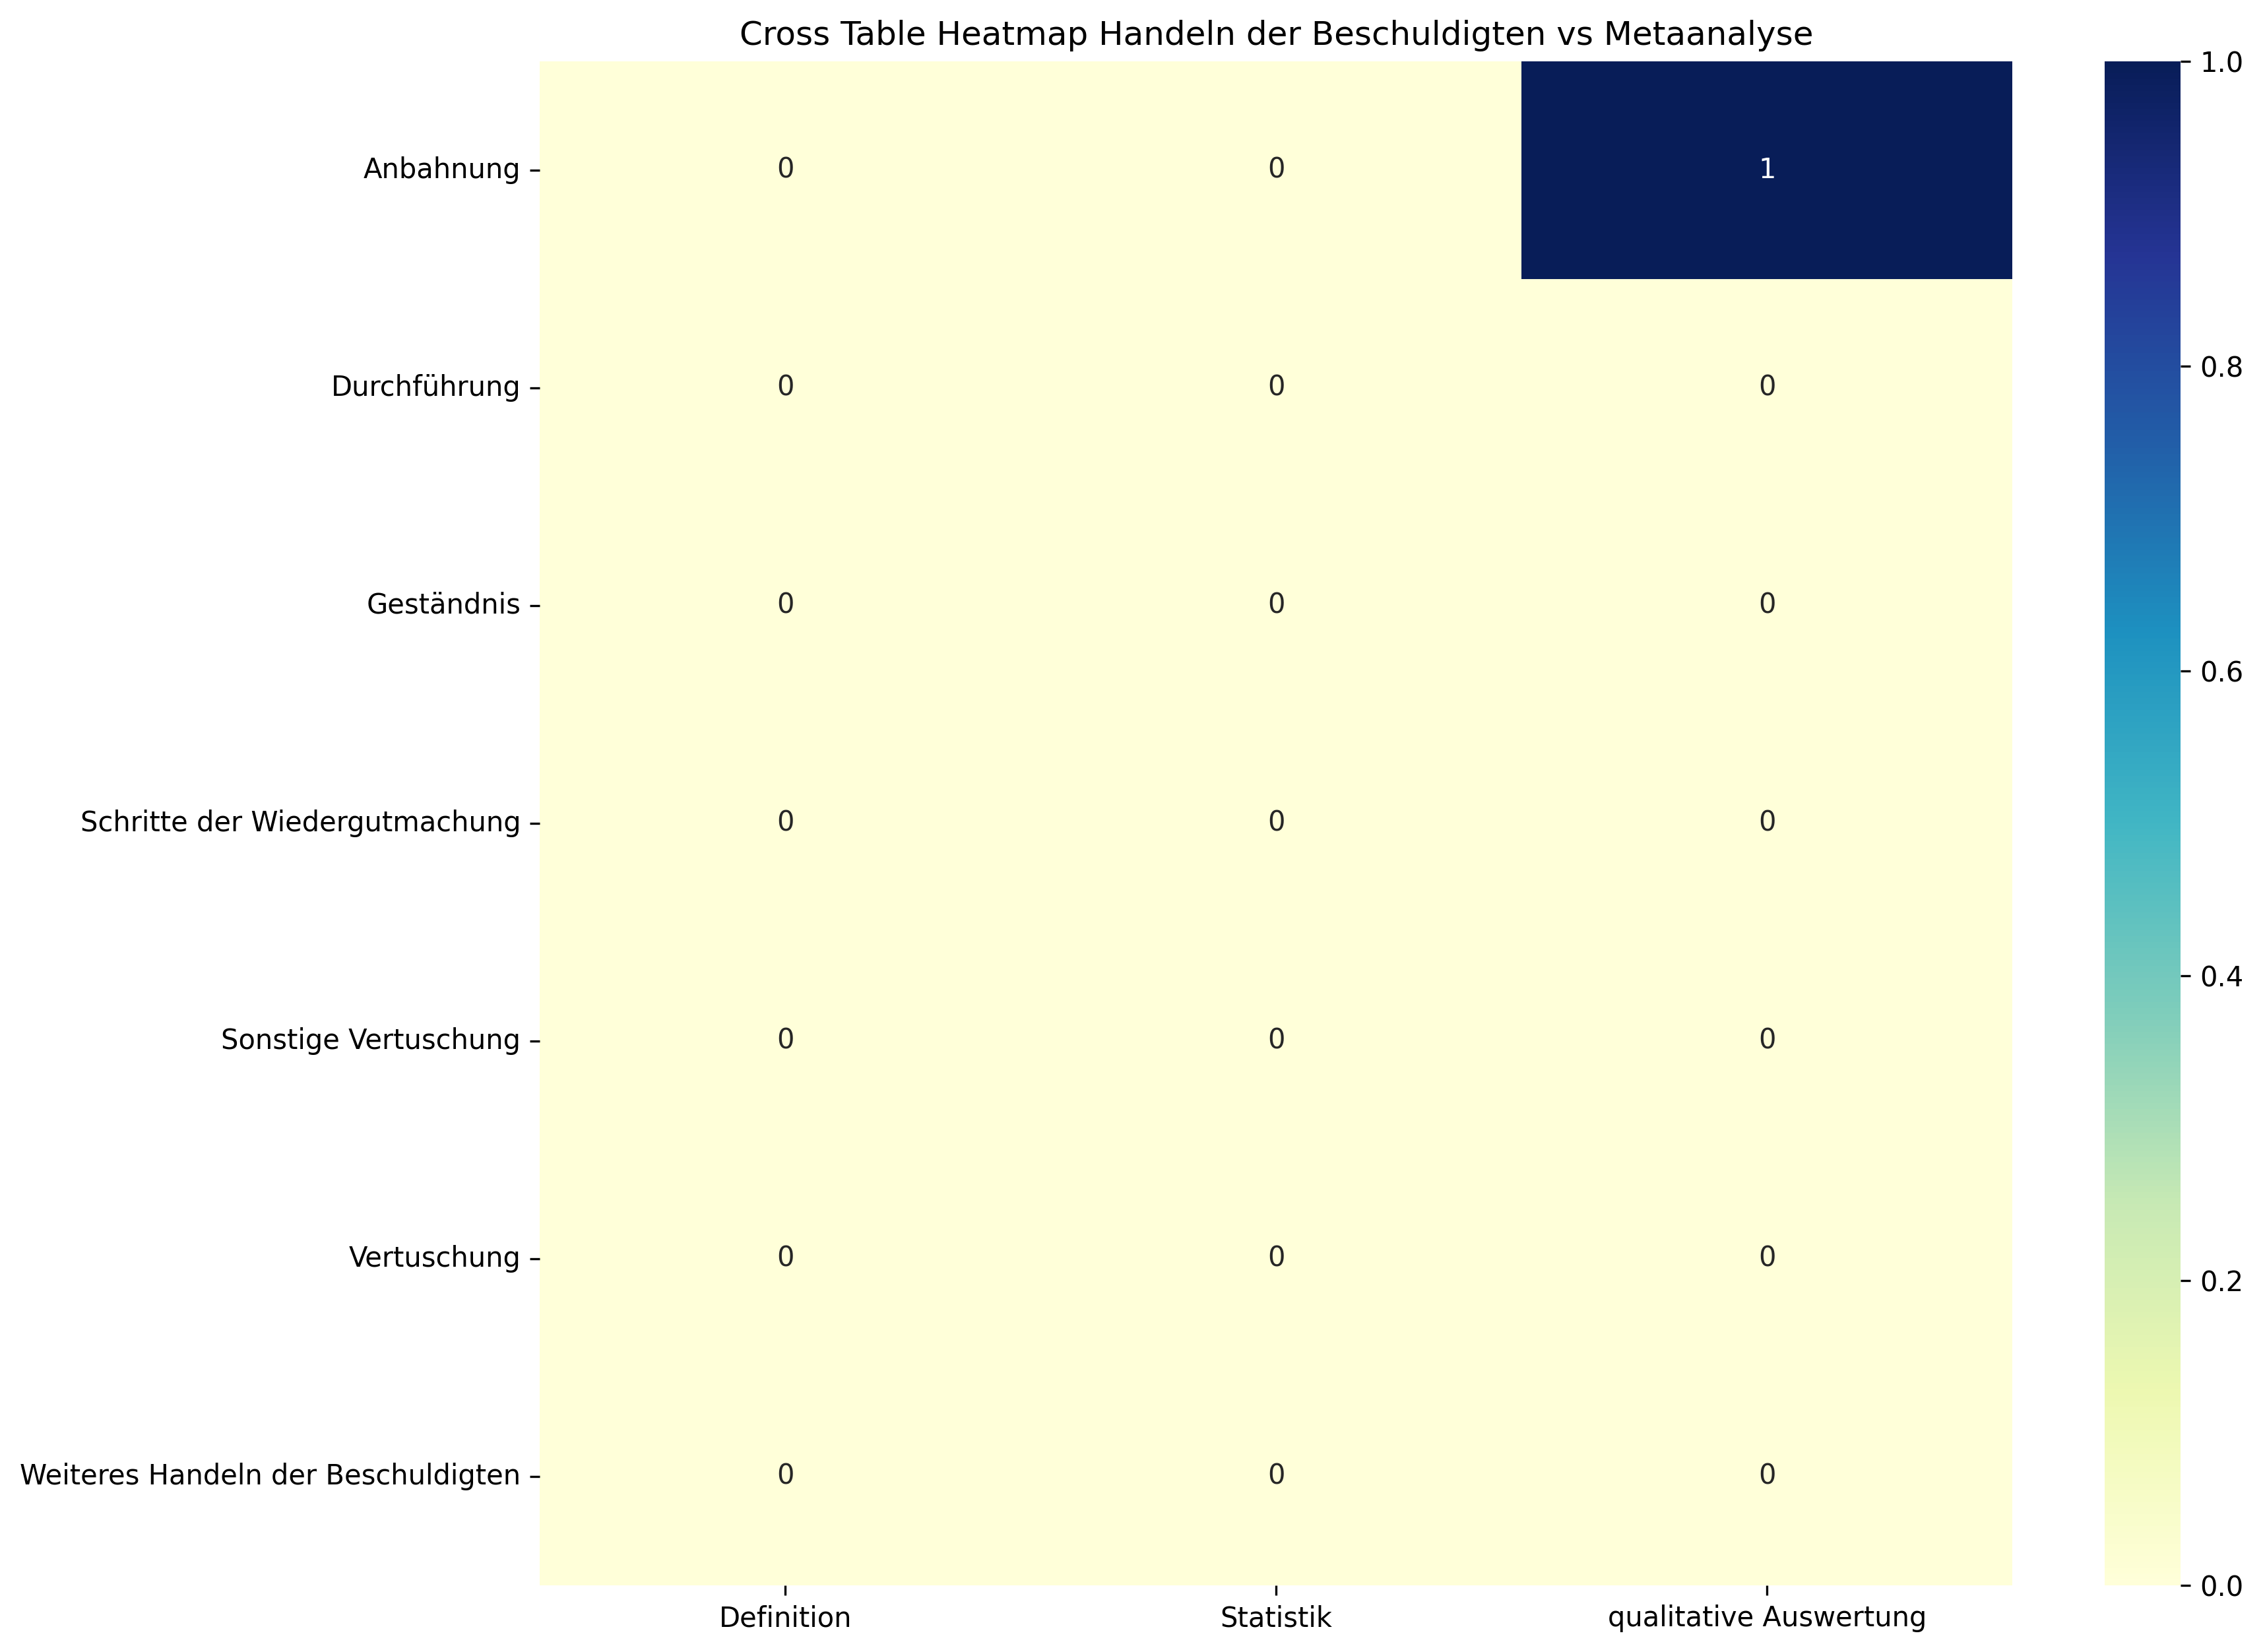 Cross Table Heatmap Handeln der Beschuldigten vs Metaanalyse
Anbahnung 0 0 1
Durchführung 0 0 0
Geständnis 0 0 0
Schritte der Wiedergutmachung 0 0 0
Sonstige Vertuschung 0 0 0
Vertuschung 0 0 0
Weiteres Handeln der Beschuldigten 0 0 0
Definition Statistik qualitative Auswertung
1.0
0.8
0.6
0.4
0.2
0.0